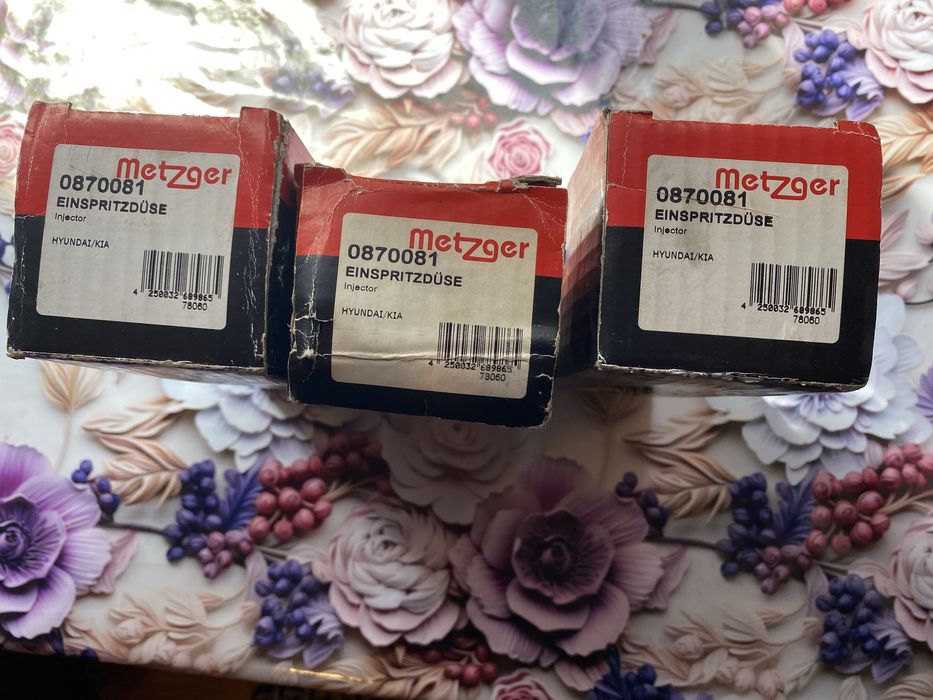 metzger
0870081
EINSPRITZDÜSE
Injector
HYUNDAI/KIA
4 250032 689865
78060
metzger
0870081
EINSPRITZDÜSE
Injector
HYUNDAI/KIA
4 250032 689865
78060
metzger
0870081
EINSPRITZDÜSE
Injector
HYUNDAI/KIA
4 250032 689865
78060